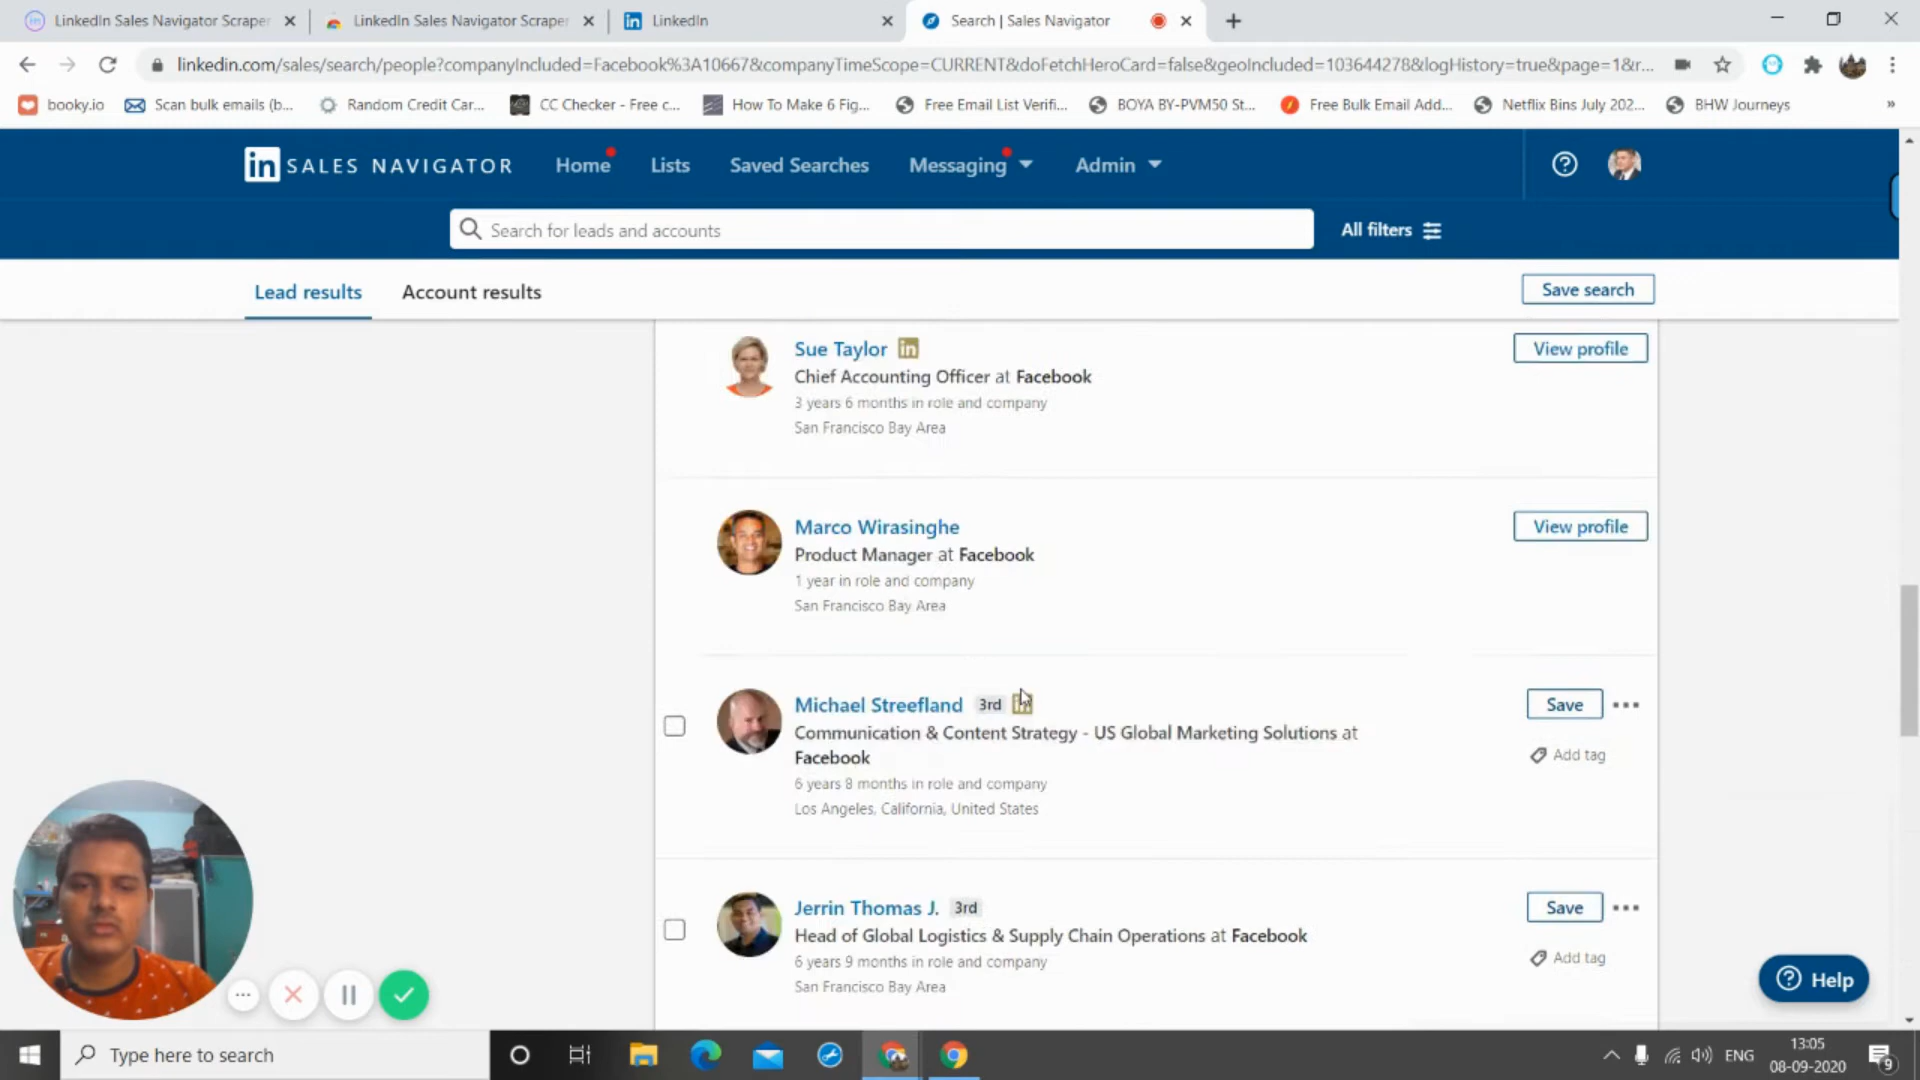 LinkedIn Sales Navigator Scraper
LinkedIn Sales Navigator Scraper
LinkedIn
Search | Sales Navigator
linkedin.com/sales/search/people?companyIncluded=Facebook%3A10667&companyTimeScope=CURRENT&doFetchHeroCard=false&geoIncluded=103644278&logHistory=true&page=1&r...
booky.io
Scan bulk emails (b...
Random Credit Car...
CC Checker - Free c...
How To Make 6 Fig...
Free Email List Verifi...
BOYA BY-PVM50 St...
Free Bulk Email Add...
Netflix Bins July 202...
BHW Journeys
»
in SALES NAVIGATOR
Home
Lists
Saved Searches
Messaging
Admin
Search for leads and accounts
All filters
Lead results
Account results
Save search
Sue Taylor in
View profile
Chief Accounting Officer at Facebook
3 years 6 months in role and company
San Francisco Bay Area
Marco Wirasinghe
View profile
Product Manager at Facebook
1 year in role and company
San Francisco Bay Area
Michael Streefland 3rd in
Save
Communication & Content Strategy - US Global Marketing Solutions at
Facebook
Add tag
6 years 8 months in role and company
Los Angeles, California, United States
Jerrin Thomas J. 3rd
Save
Head of Global Logistics & Supply Chain Operations at Facebook
Add tag
6 years 9 months in role and company
San Francisco Bay Area
Help
Type here to search
ENG
13:05
08-09-2020
9